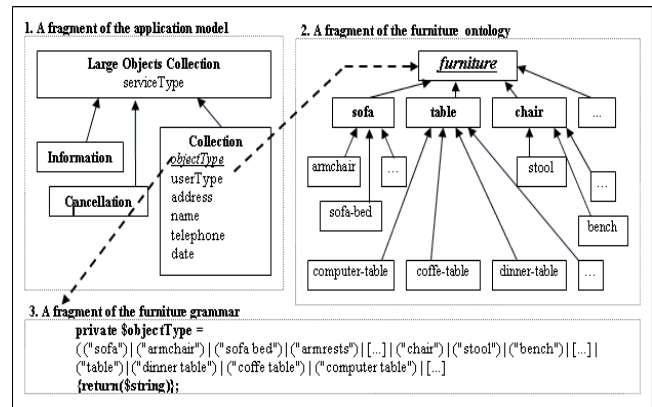 1. A fragment of the application model
Large Objects Collection
serviceType
Information
Cancellation
Collection
objectType
userType
address
name
telephone
date
2. A fragment of the furniture ontology
furniture
sofa
table
chair
...
armchair
...
sofa-bed
stool
...
bench
computer-table
coffe-table
dinner-table
...
3. A fragment of the furniture grammar
private $objectType =
(("sofa")|("armchair")|("sofa bed")|("armrests")|[...]|("chair")|("stool")|("bench")|[...]|
("table")|("dinner table")|("coffe table")|("computer table")|[...]
{return($string)};